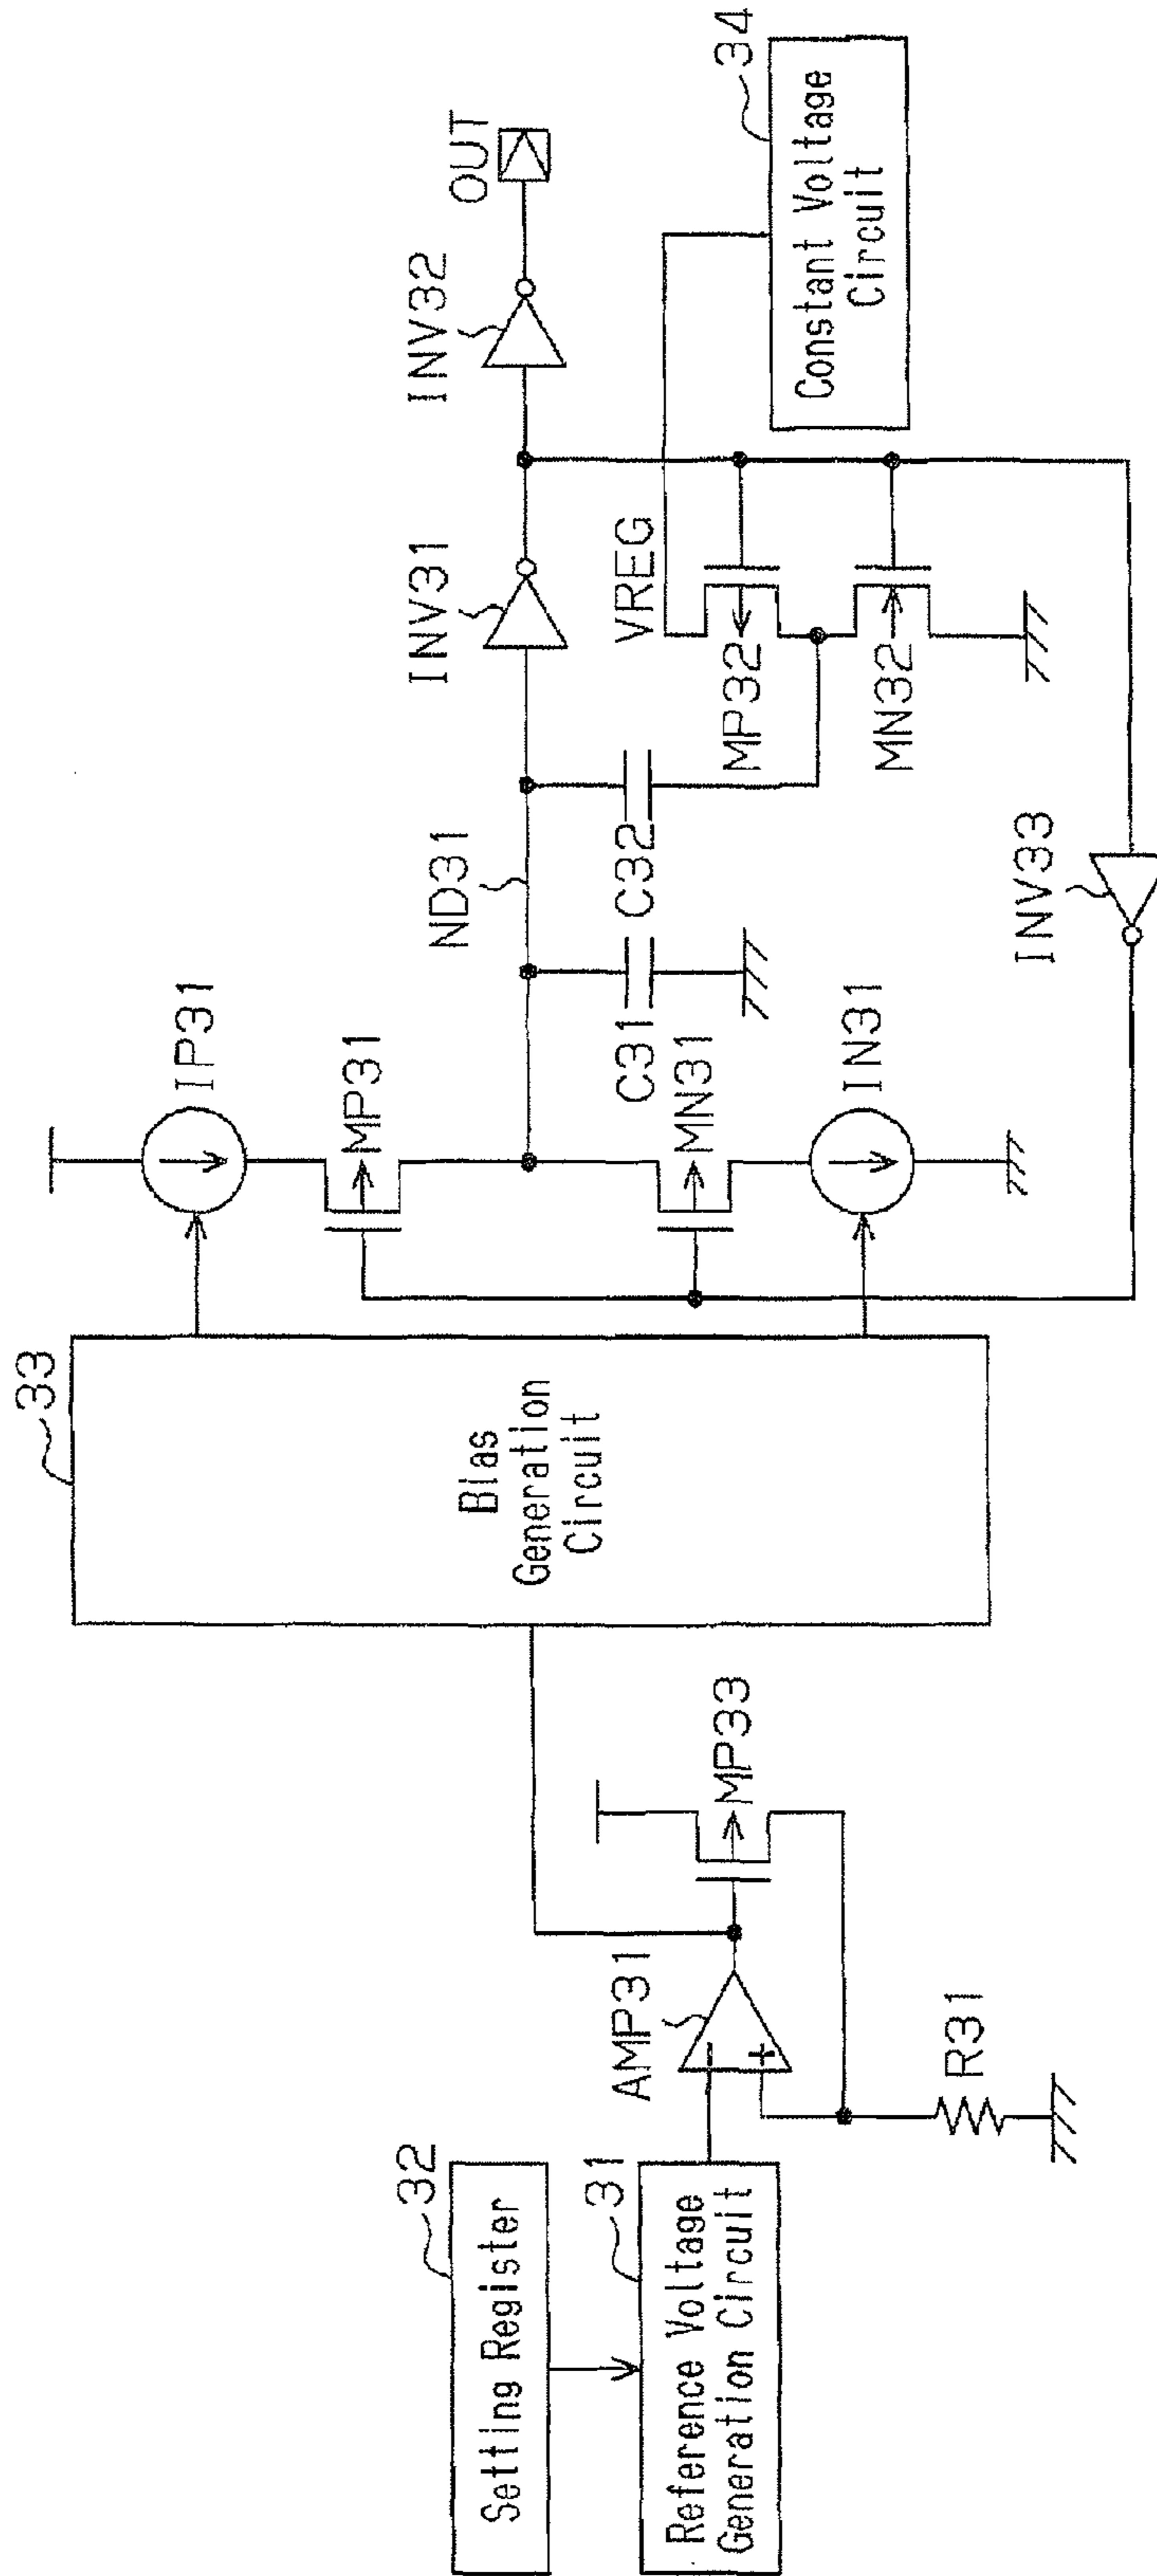 32
Setting Register
31
Reference Voltage
Generation Circuit
AMP31
MP33
R31
33
Bias
Generation
Circuit
IP31
MP31
MN31
IN31
ND31
C31
C32
INV31
INV32
OUT
VREG
MP32
MN32
INV33
34
Constant Voltage
Circuit